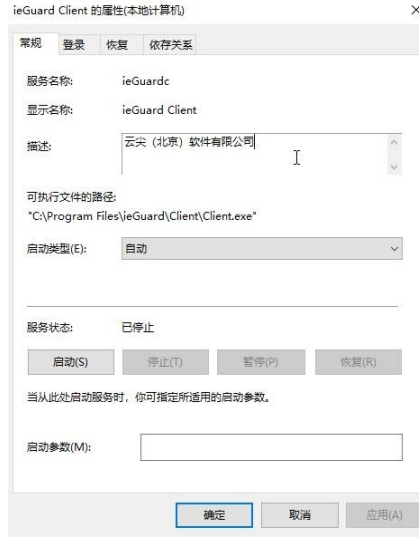 ieGuard Client 的属性(本地计算机)
常规 登录 恢复 依存关系
服务名称: ieGuardc
显示名称: ieGuard Client
描述: 云尖（北京）软件有限公司
可执行文件的路径:
"C:\Program Files\ieGuard\Client\Client.exe"
启动类型(E): 自动
服务状态: 已停止
启动(S) 停止(T) 暂停(P) 恢复(R)
当从此处启动服务时，你可指定所适用的启动参数。
启动参数(M):
确定 取消 应用(A)